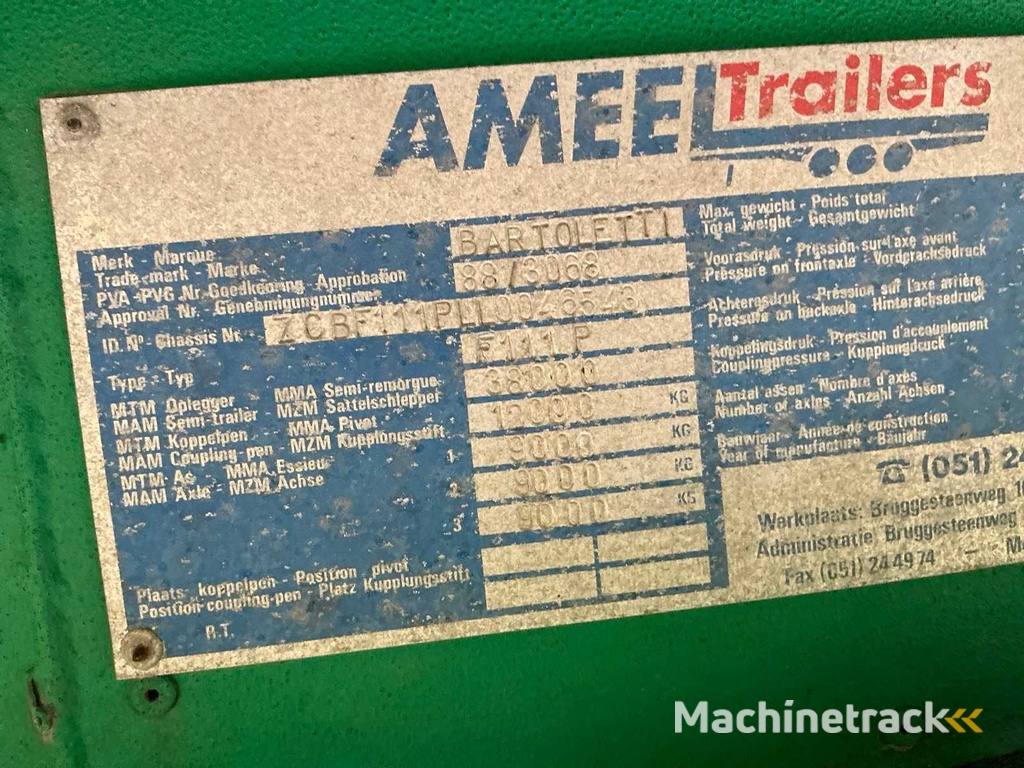 AMEEL Trailers
Merk - Marque
Trade-mark - Marke
BARTOLETTI
PVA - PVG Nr. Goedkeuring - Approbation
Approval Nr. - Genehmigungnummer
88/3068
ID. Nº - Chassis Nr.
Type - Typ
F111P
MTM Oplegger MMA Semi-remorque
MAM Semi-trailer MZM Sattelschlepper
38000
MTM Koppelpen - MMA Pivot
MAM Coupling-pen - MZM Kupplongsstift
12000 KG
MTM As - MMA Essieu
MAM Axle - MZM Achse
1 9000 KG
2 9000 KG
3 9000 KG
Plaats koppelpen - Position pivot
Position coupling-pen - Platz Kupplungsstift
R.T.
Max. gewicht - Poids total
Total weight - Gesamtgewicht
Voorasdruk - Pression sur l'axe avant
Pressure on frontaxle - Vordprachsdruck
Achterasdruk - Pression sur l'axe arrière
Pressure on backaxle - Hinterachsedruck
Koppelingsdruk - Pression d'accouplement
Couplingpressure - Kupplungdruck
Aantal assen - Nombre d'axes
Number of axles - Anzahl Achsen
Bouwjaar - Année de construction
Year of manufacture - Baujahr
☎ (051) 24
Werkplaats: Bruggesteenweg
Administratie Bruggesteenweg
Fax (051) 24 49 74 -
Machinetrack